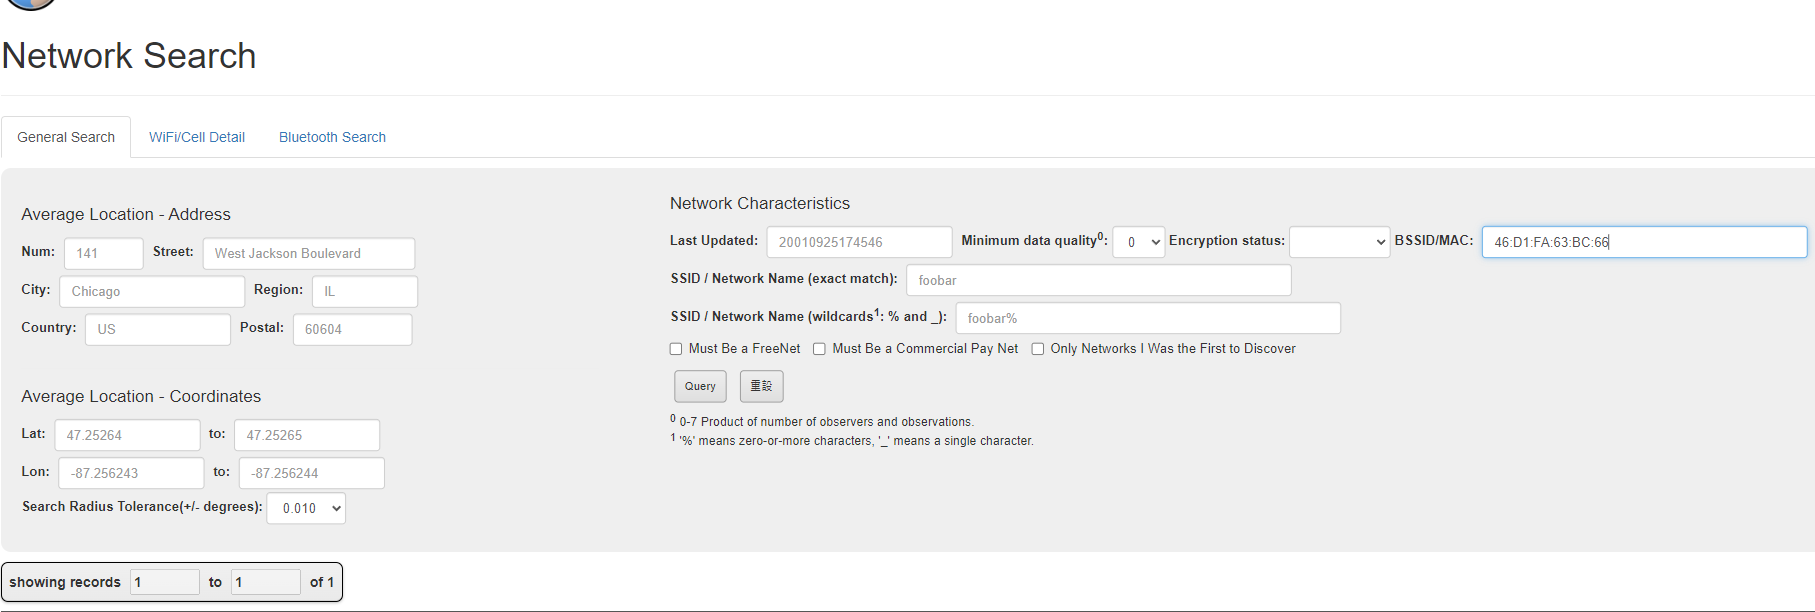 Network Search
General Search WiFi/Cell Detail Bluetooth Search
Average Location - Address
Num: 141 Street: West Jackson Boulevard
City: Chicago Region: IL
Country: US Postal: 60604
Average Location - Coordinates
Lat: 47.25264 to: 47.25265
Lon: -87.256243 to: -87.256244
Search Radius Tolerance(+/- degrees): 0.010
Network Characteristics
Last Updated: 20010925174546 Minimum data quality0: 0 Encryption status: BSSID/MAC: 46:D1:FA:63:BC:66
SSID / Network Name (exact match): foobar
SSID / Network Name (wildcards1: % and _): foobar%
Must Be a FreeNet Must Be a Commercial Pay Net Only Networks I Was the First to Discover
Query 重設
0 0-7 Product of number of observers and observations.
1 '%' means zero-or-more characters, '_' means a single character.
showing records 1 to 1 of 1